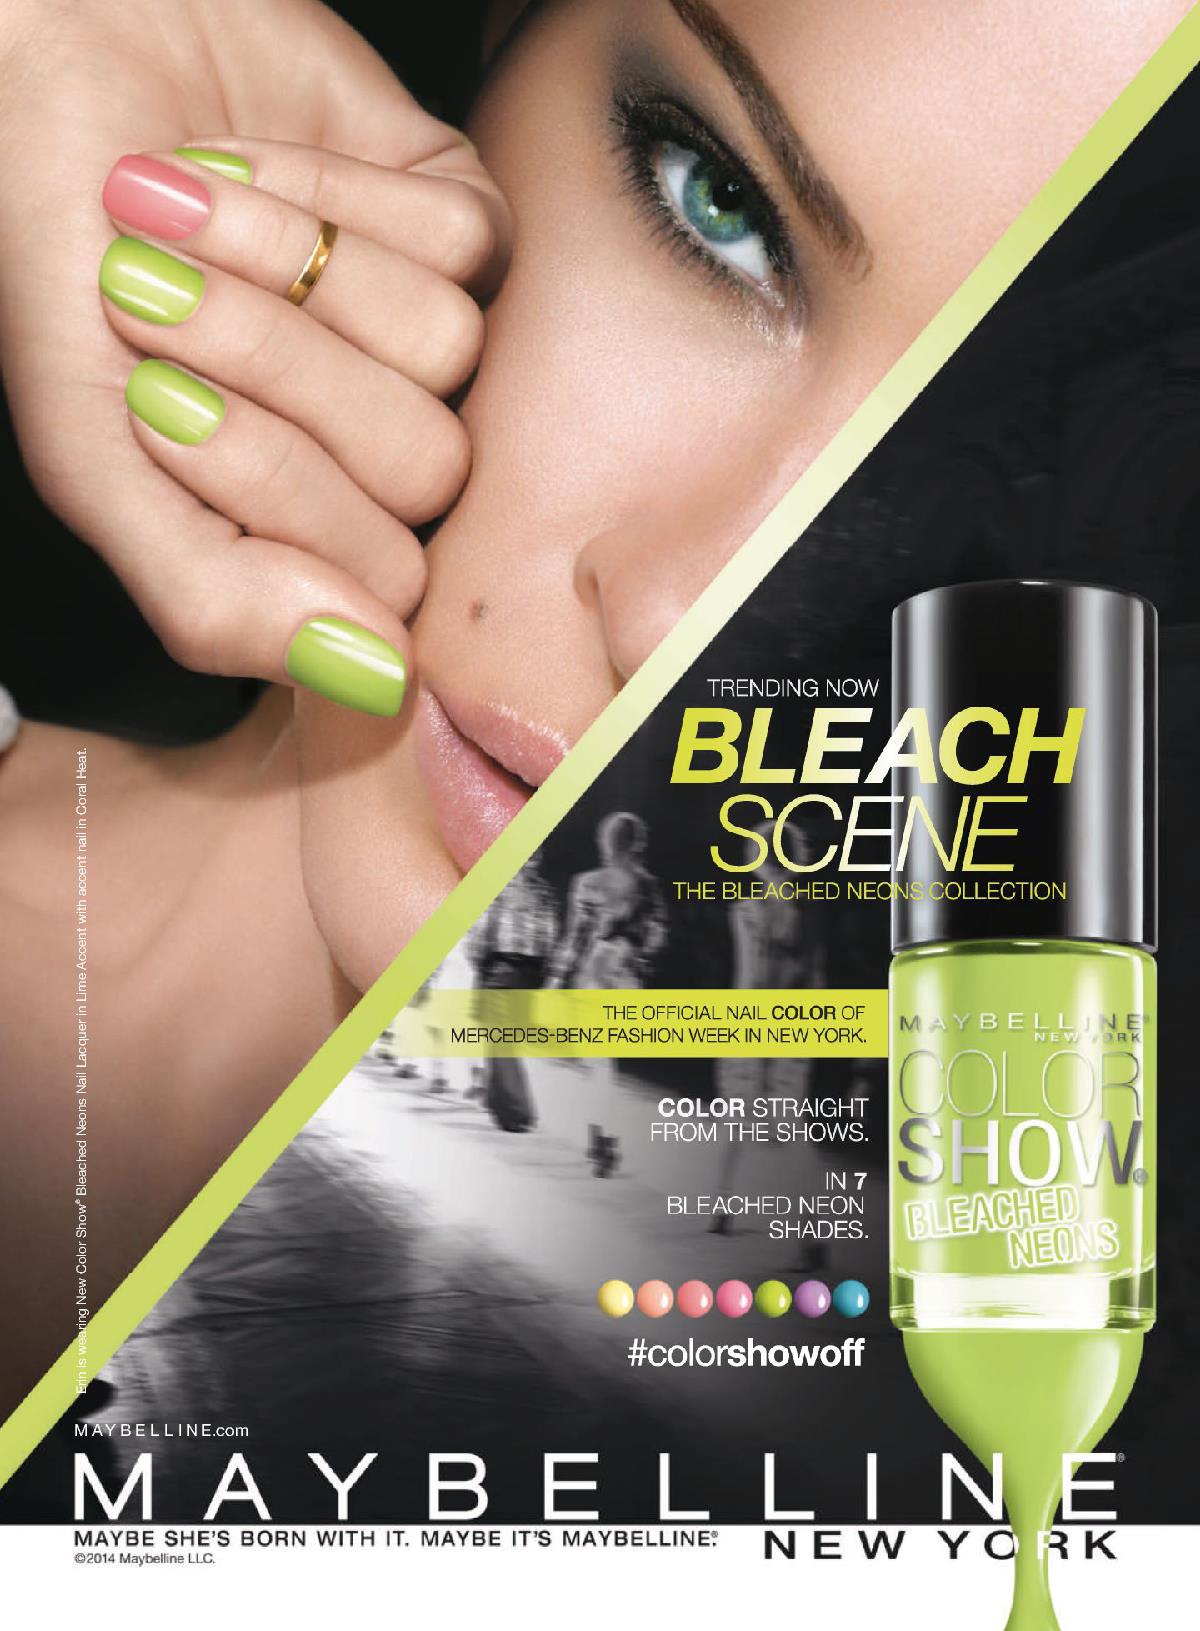 TRENDING NOW
BLEACH
SCENE
THE BLEACHED NEONS COLLECTION
THE OFFICIAL NAIL COLOR OF
MERCEDES-BENZ FASHION WEEK IN NEW YORK.
COLOR STRAIGHT
FROM THE SHOWS.
IN 7
BLEACHED NEON
SHADES.
#colorshowoff
MAYBELLINE®
NEW YORK
COLOR
SHOW®
BLEACHED
NEONS
Erin is wearing New Color Show® Bleached Neons Nail Lacquer in Lime Accent with accent nail in Coral Heat.
MAYBELLINE.com
MAYBELLINE®
MAYBE SHE'S BORN WITH IT. MAYBE IT'S MAYBELLINE.®
NEW YORK
©2014 Maybelline LLC.